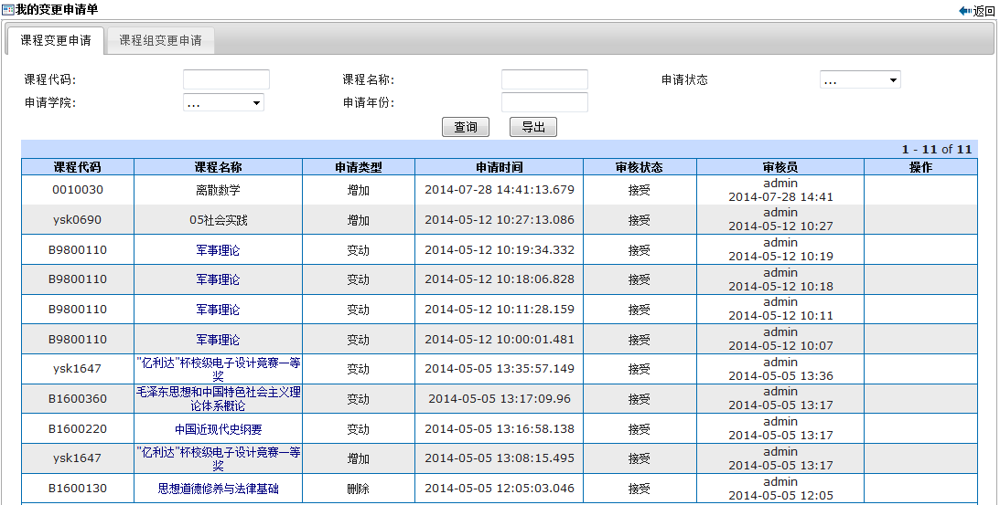 我的变更申请单 返回
课程变更申请 课程组变更申请
课程代码: 课程名称: 申请状态 ...
申请学院: ... 申请年份:
查询 导出
1 - 11 of 11
课程代码 课程名称 申请类型 申请时间 审核状态 审核员 操作
0010030 离散数学 增加 2014-07-28 14:41:13.679 接受 admin
2014-07-28 14:41
ysk0690 05社会实践 增加 2014-05-12 10:27:13.086 接受 admin
2014-05-12 10:27
B9800110 军事理论 变动 2014-05-12 10:19:34.332 接受 admin
2014-05-12 10:19
B9800110 军事理论 变动 2014-05-12 10:18:06.828 接受 admin
2014-05-12 10:18
B9800110 军事理论 变动 2014-05-12 10:11:28.159 接受 admin
2014-05-12 10:11
B9800110 军事理论 变动 2014-05-12 10:00:01.481 接受 admin
2014-05-12 10:07
ysk1647 "亿利达"杯校级电子设计竞赛一等
奖 变动 2014-05-05 13:35:57.149 接受 admin
2014-05-05 13:36
B1600360 毛泽东思想和中国特色社会主义理
论体系概论 变动 2014-05-05 13:17:09.96 接受 admin
2014-05-05 13:17
B1600220 中国近现代史纲要 变动 2014-05-05 13:16:58.138 接受 admin
2014-05-05 13:17
ysk1647 "亿利达"杯校级电子设计竞赛一等
奖 增加 2014-05-05 13:08:15.495 接受 admin
2014-05-05 13:17
B1600130 思想道德修养与法律基础 删除 2014-05-05 12:05:03.046 接受 admin
2014-05-05 12:05